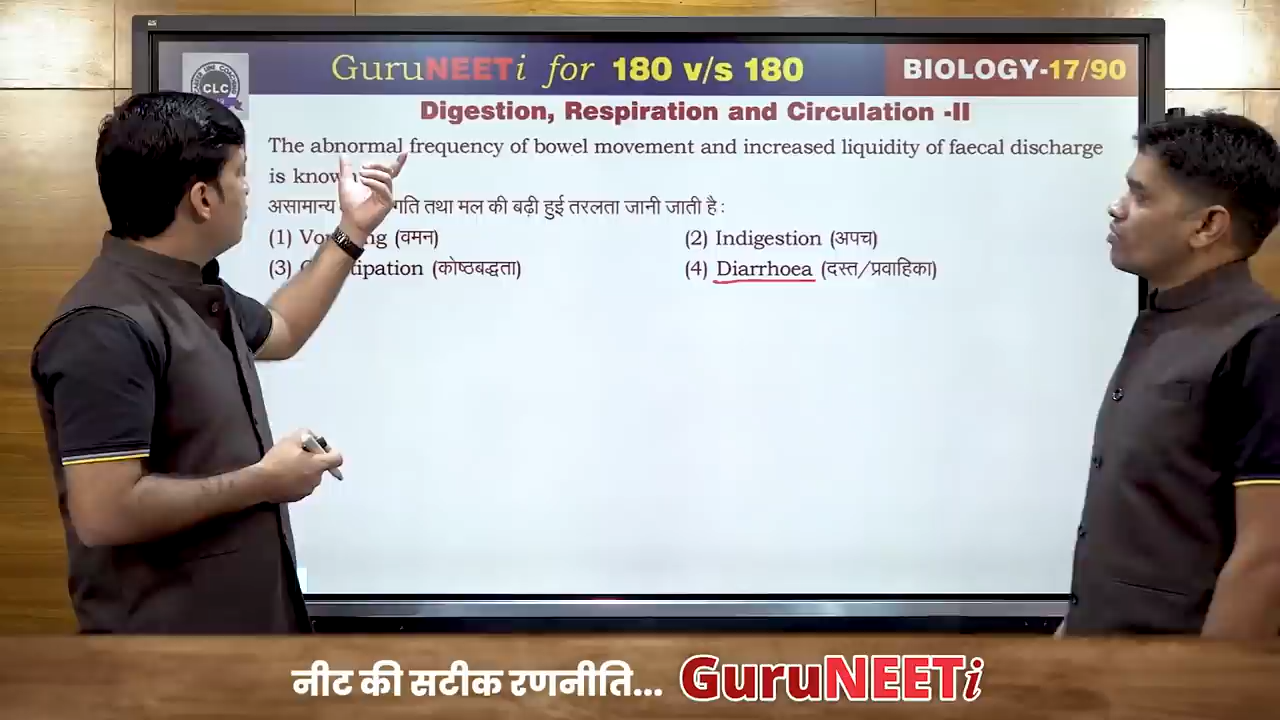 GuruNEETi for 180 v/s 180
BIOLOGY-17/90
CLC
Digestion, Respiration and Circulation -II
The abnormal frequency of bowel movement and increased liquidity of faecal discharge
is know
असामान्य गति तथा मल की बढ़ी हुई तरलता जानी जाती है :
(1) Vo ng (वमन) (2) Indigestion (अपच)
(3) C tipation (कोष्ठबद्धता) (4) Diarrhoea (दस्त/प्रवाहिका)
नीट की सटीक रणनीति... GuruNEETi